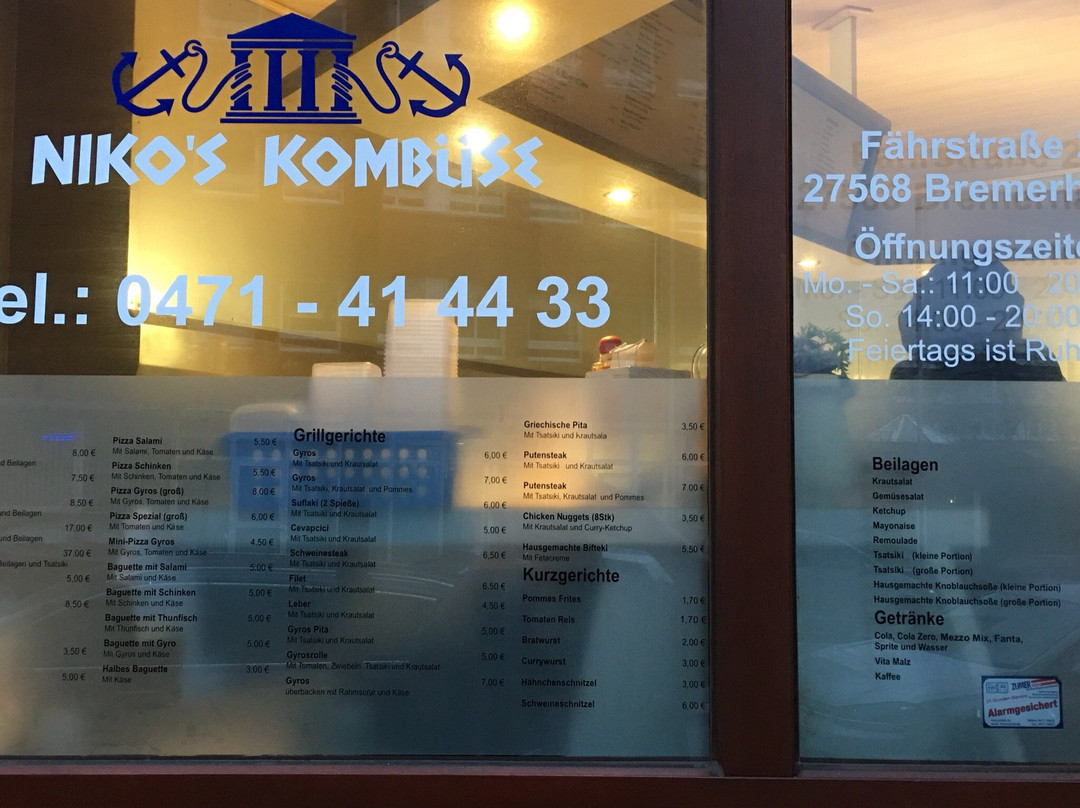 NIKO'S KOMBÜSE
el.: 0471 - 41 44 33
Fährstraße
27568 Bremerh
Öffnungszeite
Mo. - Sa.: 11:00 20
So. 14:00 - 20:00
Feiertags ist Ruh
8,00 €
d Beilagen
7,50 €
8,50 €
und Beilagen
17,00 €
und Beilagen
37,00 €
Beilagen und Tsatsiki
5,00 €
8,50 €
3,50 €
5,00 €
Pizza Salami 5,50 €
Mit Salami, Tomaten und Käse
Pizza Schinken 5,50 €
Mit Schinken, Tomaten und Käse
Pizza Gyros (groß) 8,00 €
Mit Gyros, Tomaten und Käse
Pizza Spezial (groß) 6,00 €
Mit Tomaten und Käse
Mini-Pizza Gyros 4,50 €
Mit Gyros, Tomaten und Käse
Baguette mit Salami 5,00 €
Mit Salami und Käse
Baguette mit Schinken 5,00 €
Mit Schinken und Käse
Baguette mit Thunfisch 5,00 €
Mit Thunfisch und Käse
Baguette mit Gyro 5,00 €
Mit Gyros und Käse
Halbes Baguette 3,00 €
Mit Käse
Grillgerichte
Gyros 6,00 €
Mit Tsatsiki und Krautsalat
Gyros 7,00 €
Mit Tsatsiki, Krautsalat und Pommes
Suflaki (2 Spieße) 6,00 €
Mit Tsatsiki und Krautsalat
Cevapcici 5,00 €
Mit Tsatsiki und Krautsalat
Schweinesteak 6,50 €
Mit Tsatsiki und Krautsalat
Filet 6,50 €
Mit Tsatsiki und Krautsalat
Leber 4,50 €
Mit Tsatsiki und Krautsalat
Gyros Pita 5,00 €
Mit Tsatsiki und Krautsalat
Gyrosrolle 5,00 €
Mit Tomaten, Zwiebeln, Tsatsiki und Krautsalat
Gyros 7,00 €
überbacken mit Rahmsoße und Käse
Griechische Pita 3,50 €
Mit Tsatsiki und Krautsala
Putensteak 6,00 €
Mit Tsatsiki und Krautsalat
Putensteak 7,00 €
Mit Tsatsiki, Krautsalat und Pommes
Chicken Nuggets (8Stk) 3,50 €
Mit Krautsalat und Curry-Ketchup
Hausgemachte Bifteki 5,50 €
Mit Fetacreme
Kurzgerichte
Pommes Frites 1,70 €
Tomaten Reis 1,70 €
Bratwurst 2,00 €
Currywurst 3,00 €
Hähnchenschnitzel 3,00 €
Schweineschnitzel 6,00 €
Beilagen
Krautsalat
Gemüsesalat
Ketchup
Mayonaise
Remoulade
Tsatsiki (kleine Portion)
Tsatsiki (große Portion)
Hausgemachte Knoblauchsoße (kleine Portion)
Hausgemachte Knoblauchsoße (große Portion)
Getränke
Cola, Cola Zero, Mezzo Mix, Fanta,
Sprite und Wasser
Vita Malz
Kaffee
Alarmgesichert